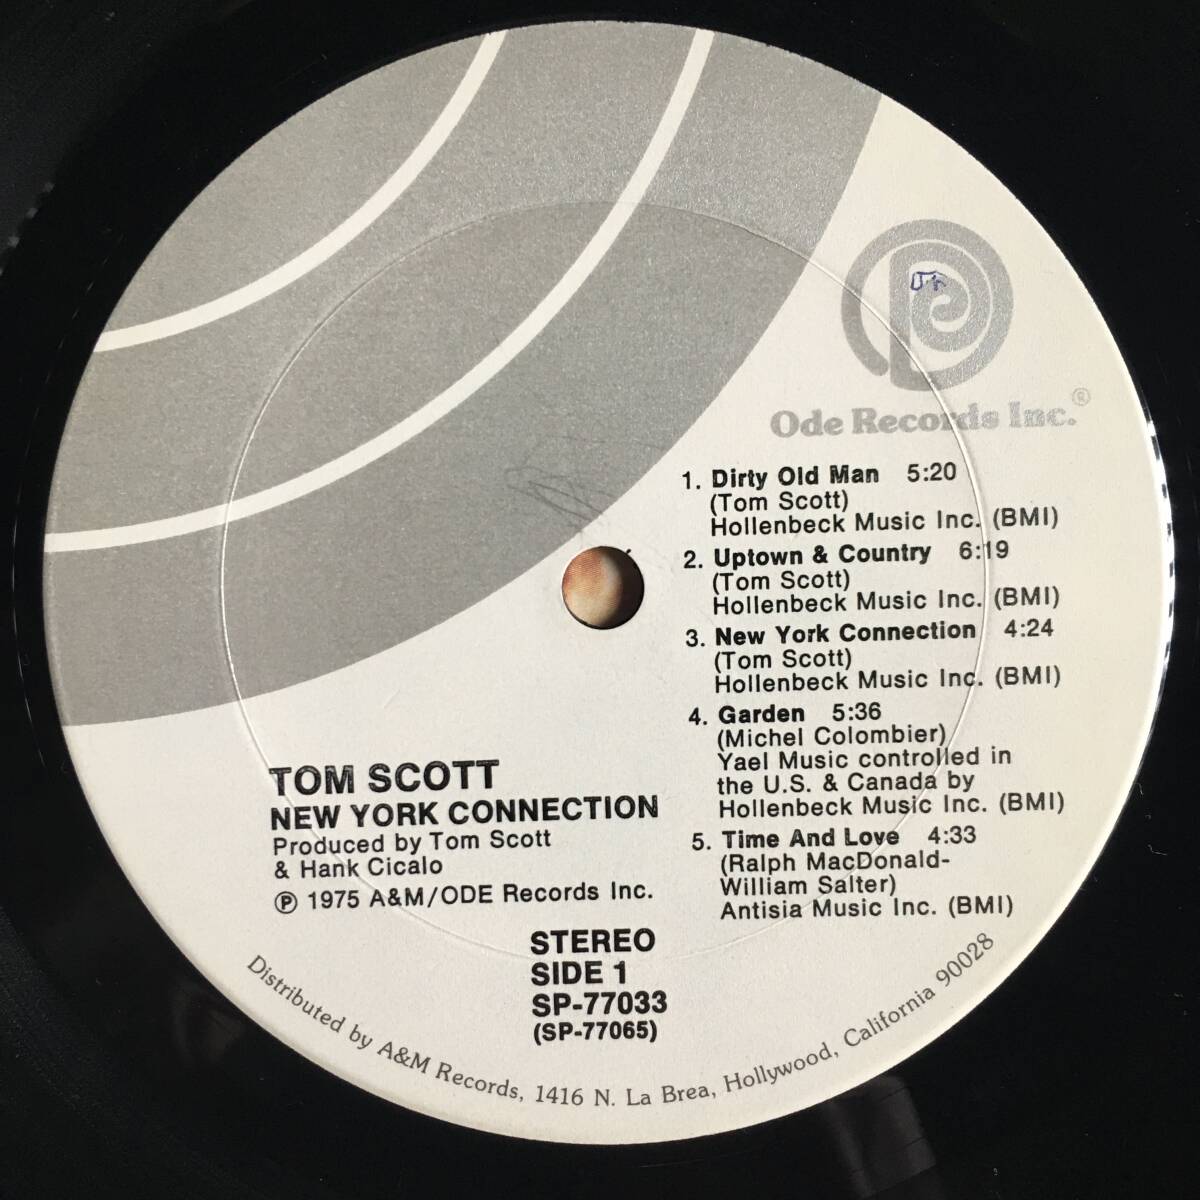 Ode Records Inc.®
1. Dirty Old Man 5:20
(Tom Scott)
Hollenbeck Music Inc. (BMI)
2. Uptown & Country 6:19
(Tom Scott)
Hollenbeck Music Inc. (BMI)
3. New York Connection 4:24
(Tom Scott)
Hollenbeck Music Inc. (BMI)
4. Garden 5:36
(Michel Colombier)
Yael Music controlled in
the U.S. & Canada by
Hollenbeck Music Inc. (BMI)
5. Time And Love 4:33
(Ralph MacDonald-
William Salter)
Antisia Music Inc. (BMI)
TOM SCOTT
NEW YORK CONNECTION
Produced by Tom Scott
& Hank Cicalo
℗ 1975 A&M/ODE Records Inc.
STEREO
SIDE 1
SP-77033
(SP-77065)
Distributed by A&M Records, 1416 N. La Brea, Hollywood, California 90028